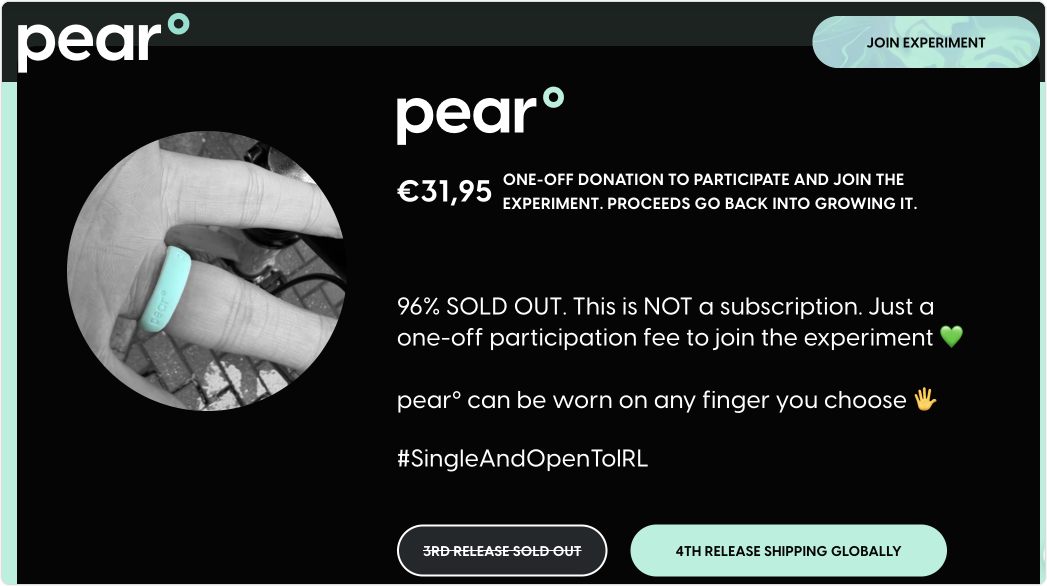 pear°
JOIN EXPERIMENT
pear°
€31,95
ONE-OFF DONATION TO PARTICIPATE AND JOIN THE
EXPERIMENT. PROCEEDS GO BACK INTO GROWING IT.
96% SOLD OUT. This is NOT a subscription. Just a
one-off participation fee to join the experiment 💚
pear° can be worn on any finger you choose 🖐
#SingleAndOpenToIRL
3RD RELEASE SOLD OUT
4TH RELEASE SHIPPING GLOBALLY
pear°